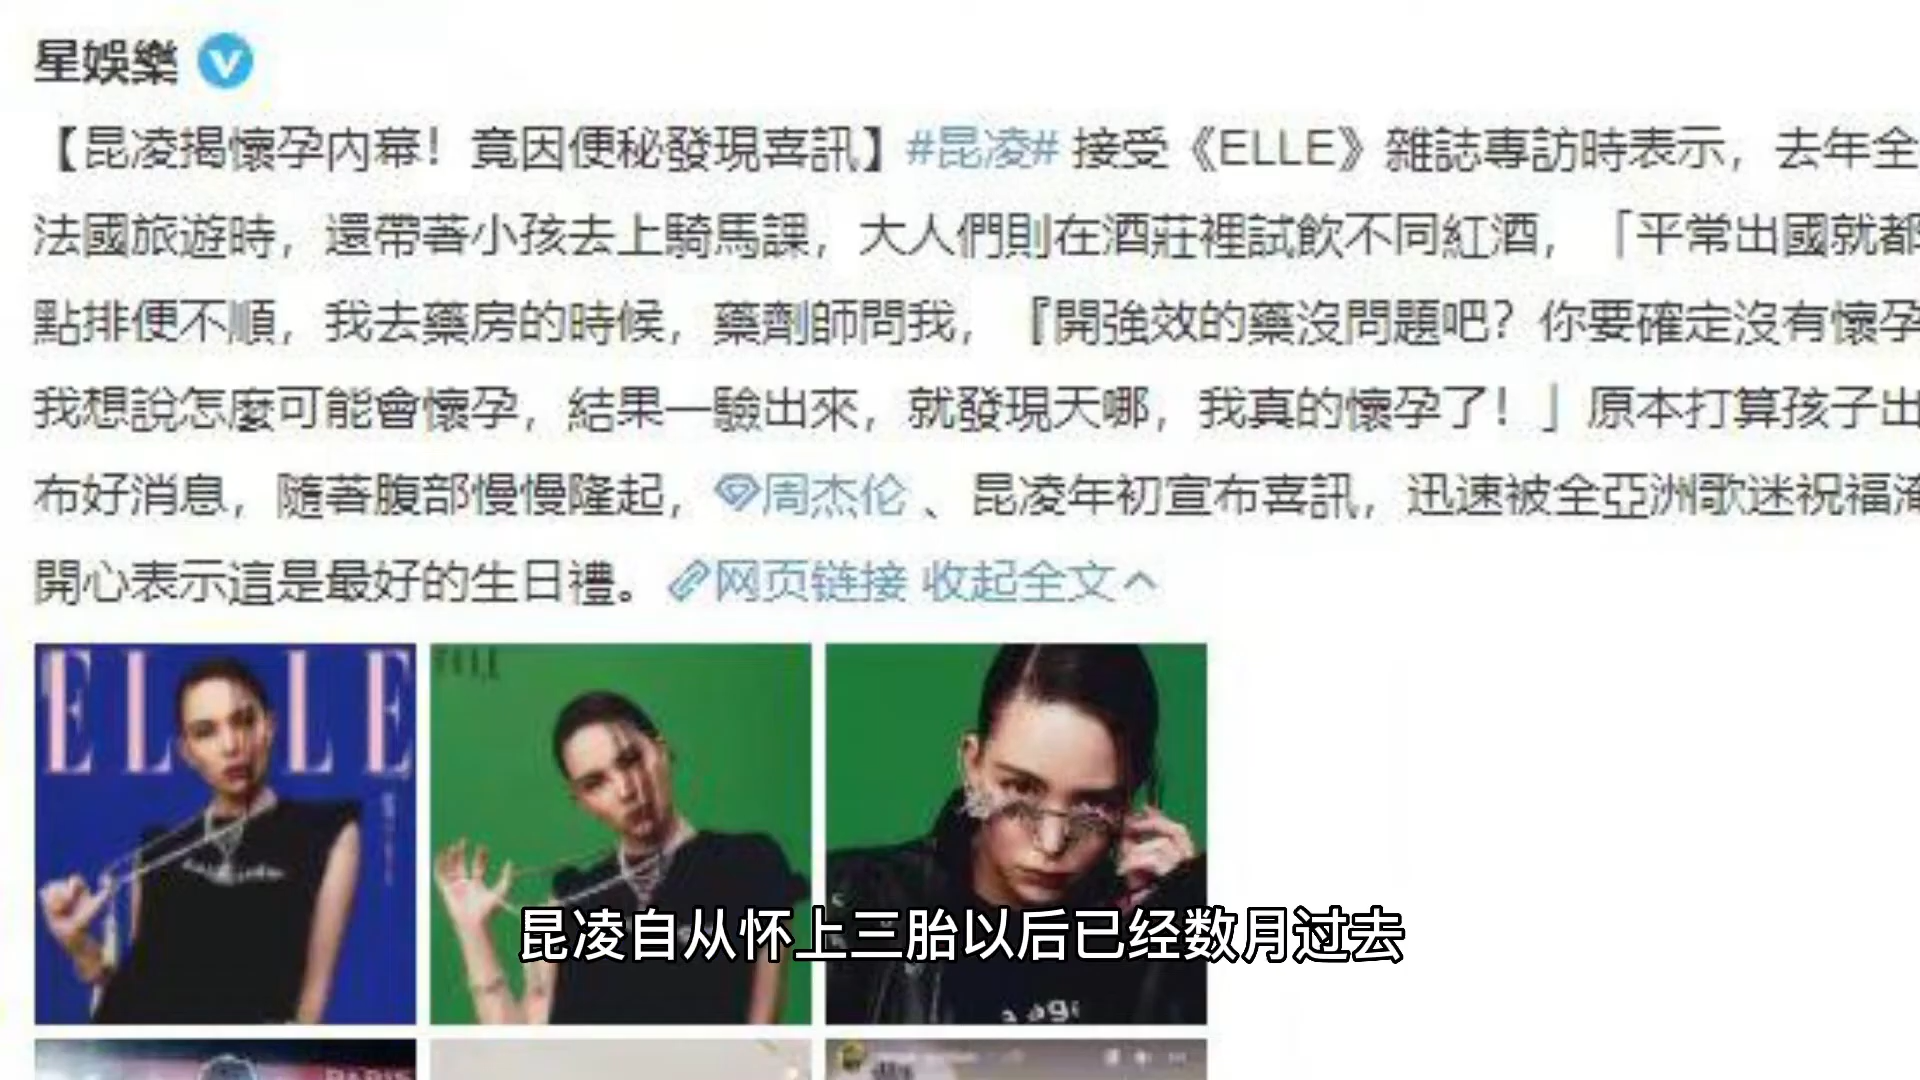 星娛樂
【昆凌揭懷孕內幕！竟因便秘發現喜訊】#昆凌# 接受《ELLE》雜誌專訪時表示，去年全
法國旅遊時，還帶著小孩去上騎馬課，大人們則在酒莊裡試飲不同紅酒，「平常出國就都
點排便不順，我去藥房的時候，藥劑師問我，『開強效的藥沒問題吧？你要確定沒有懷孕
我想說怎麼可能會懷孕，結果一驗出來，就發現天哪，我真的懷孕了！」原本打算孩子出
布好消息，隨著腹部慢慢隆起，周杰伦 、昆凌年初宣布喜訊，迅速被全亞洲歌迷祝福淹
開心表示這是最好的生日禮。 网页链接 收起全文
ELLE
ELLE
昆凌自从怀上三胎以后已经数月过去
PARIS